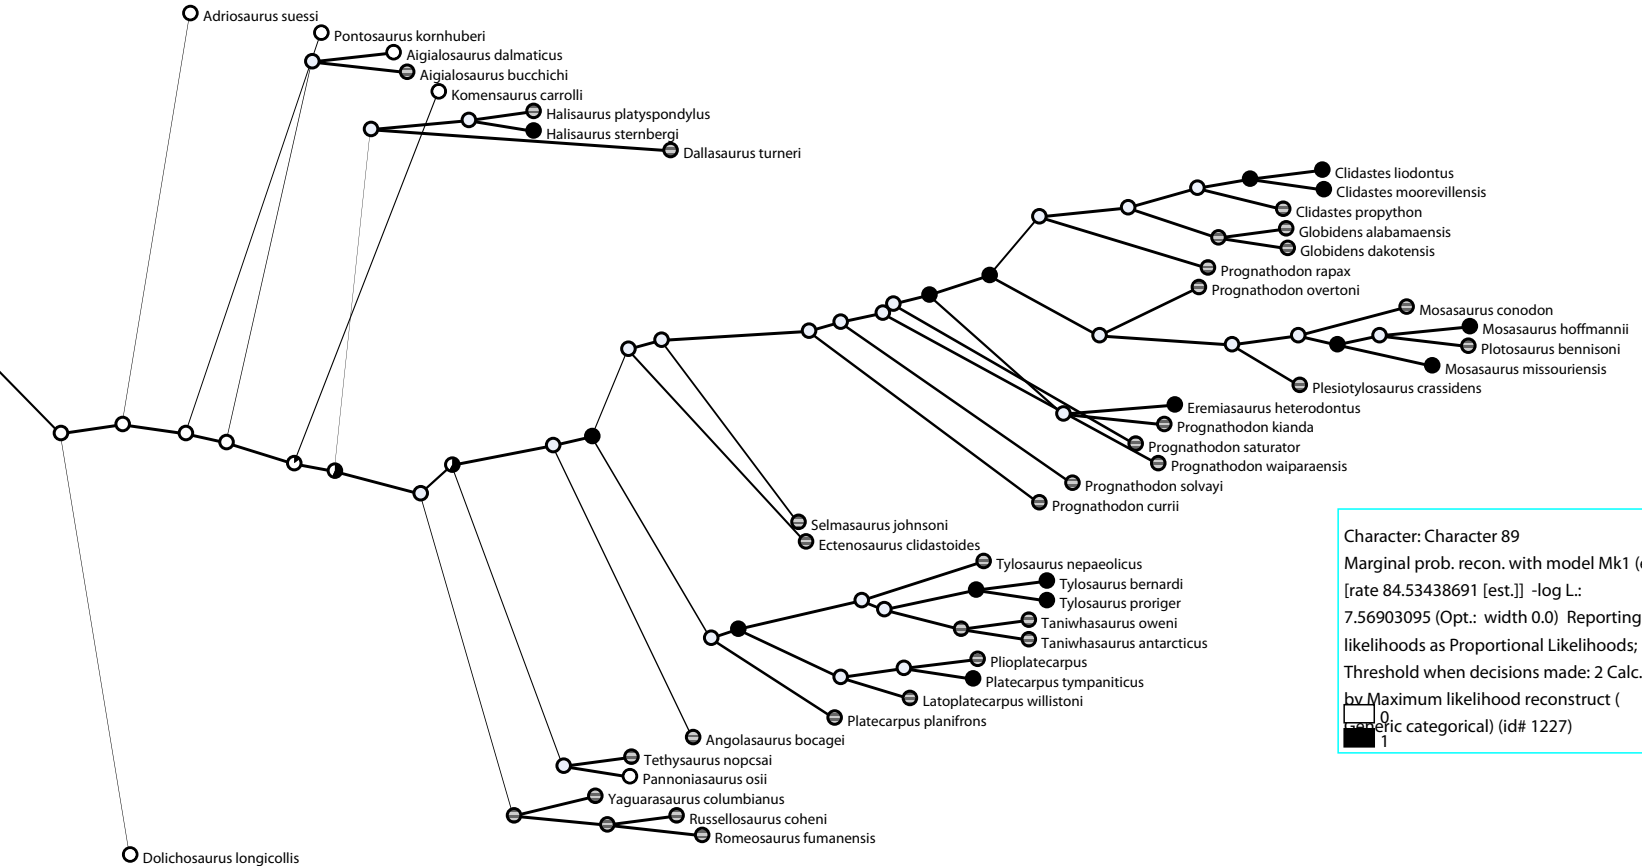 Adriosaurus suessi
Pontosaurus kornhuberi
Aigialosaurus dalmaticus
Aigialosaurus bucchichi
Komensaurus carrolli
Halisaurus platyspondylus
Halisaurus sternbergi
Dallasaurus turneri
Clidastes liodontus
Clidastes moorevillensis
Clidastes propython
Globidens alabamaensis
Globidens dakotensis
Prognathodon rapax
Prognathodon overtoni
Mosasaurus conodon
Mosasaurus hoffmannii
Plotosaurus bennisoni
Mosasaurus missouriensis
Plesiotylosaurus crassidens
Eremiasaurus heterodontus
Prognathodon kianda
Prognathodon saturator
Prognathodon waiparaensis
Prognathodon solvayi
Prognathodon currii
Selmasaurus johnsoni
Ectenosaurus clidastoides
Tylosaurus nepaeolicus
Tylosaurus bernardi
Tylosaurus proriger
Taniwhasaurus oweni
Taniwhasaurus antarcticus
Plioplatecarpus
Platecarpus tympaniticus
Latoplatecarpus willistoni
Platecarpus planifrons
Angolasaurus bocagei
Tethysaurus nopcsai
Pannoniasaurus osii
Yaguarasaurus columbianus
Russellosaurus coheni
Romeosaurus fumanensis
Dolichosaurus longicollis
Character: Character 89
Marginal prob. recon. with model Mk1 (
[rate 84.53438691 [est.]] -log L.:
7.56903095 (Opt.: width 0.0) Reporting
likelihoods as Proportional Likelihoods;
Threshold when decisions made: 2 Calc.
by Maximum likelihood reconstruct (
Generic categorical) (id# 1227)
0
1